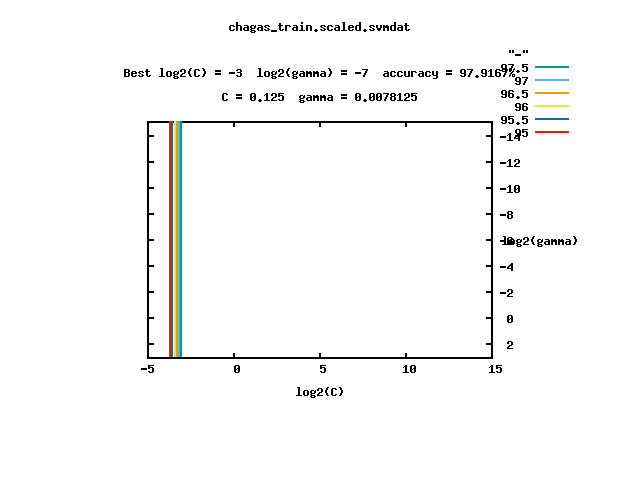 chagas_train.scaled.svmdat
"-"
Best log2(C) = -3  log2(gamma) = -7  accuracy = 97.9167%
97.5
97
96.5
C = 0.125  gamma = 0.0078125
96
95.5
95
-14
-12
-10
-8
-6
log2(gamma)
-4
-2
0
2
-5 0 5 10 15
log2(C)